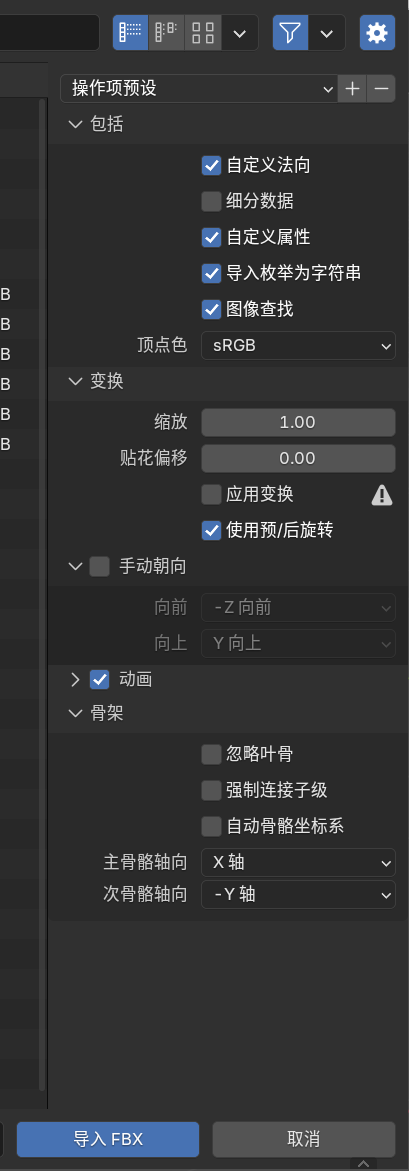 操作项预设
包括
自定义法向
细分数据
自定义属性
导入枚举为字符串
B
图像查找
B
顶点色 sRGB
B
变换
B
缩放 1.00
B
B
贴花偏移 0.00
应用变换
使用预/后旋转
手动朝向
向前 -Z 向前
向上 Y 向上
动画
骨架
忽略叶骨
强制连接子级
自动骨骼坐标系
主骨骼轴向 X 轴
次骨骼轴向 -Y 轴
导入 FBX 取消